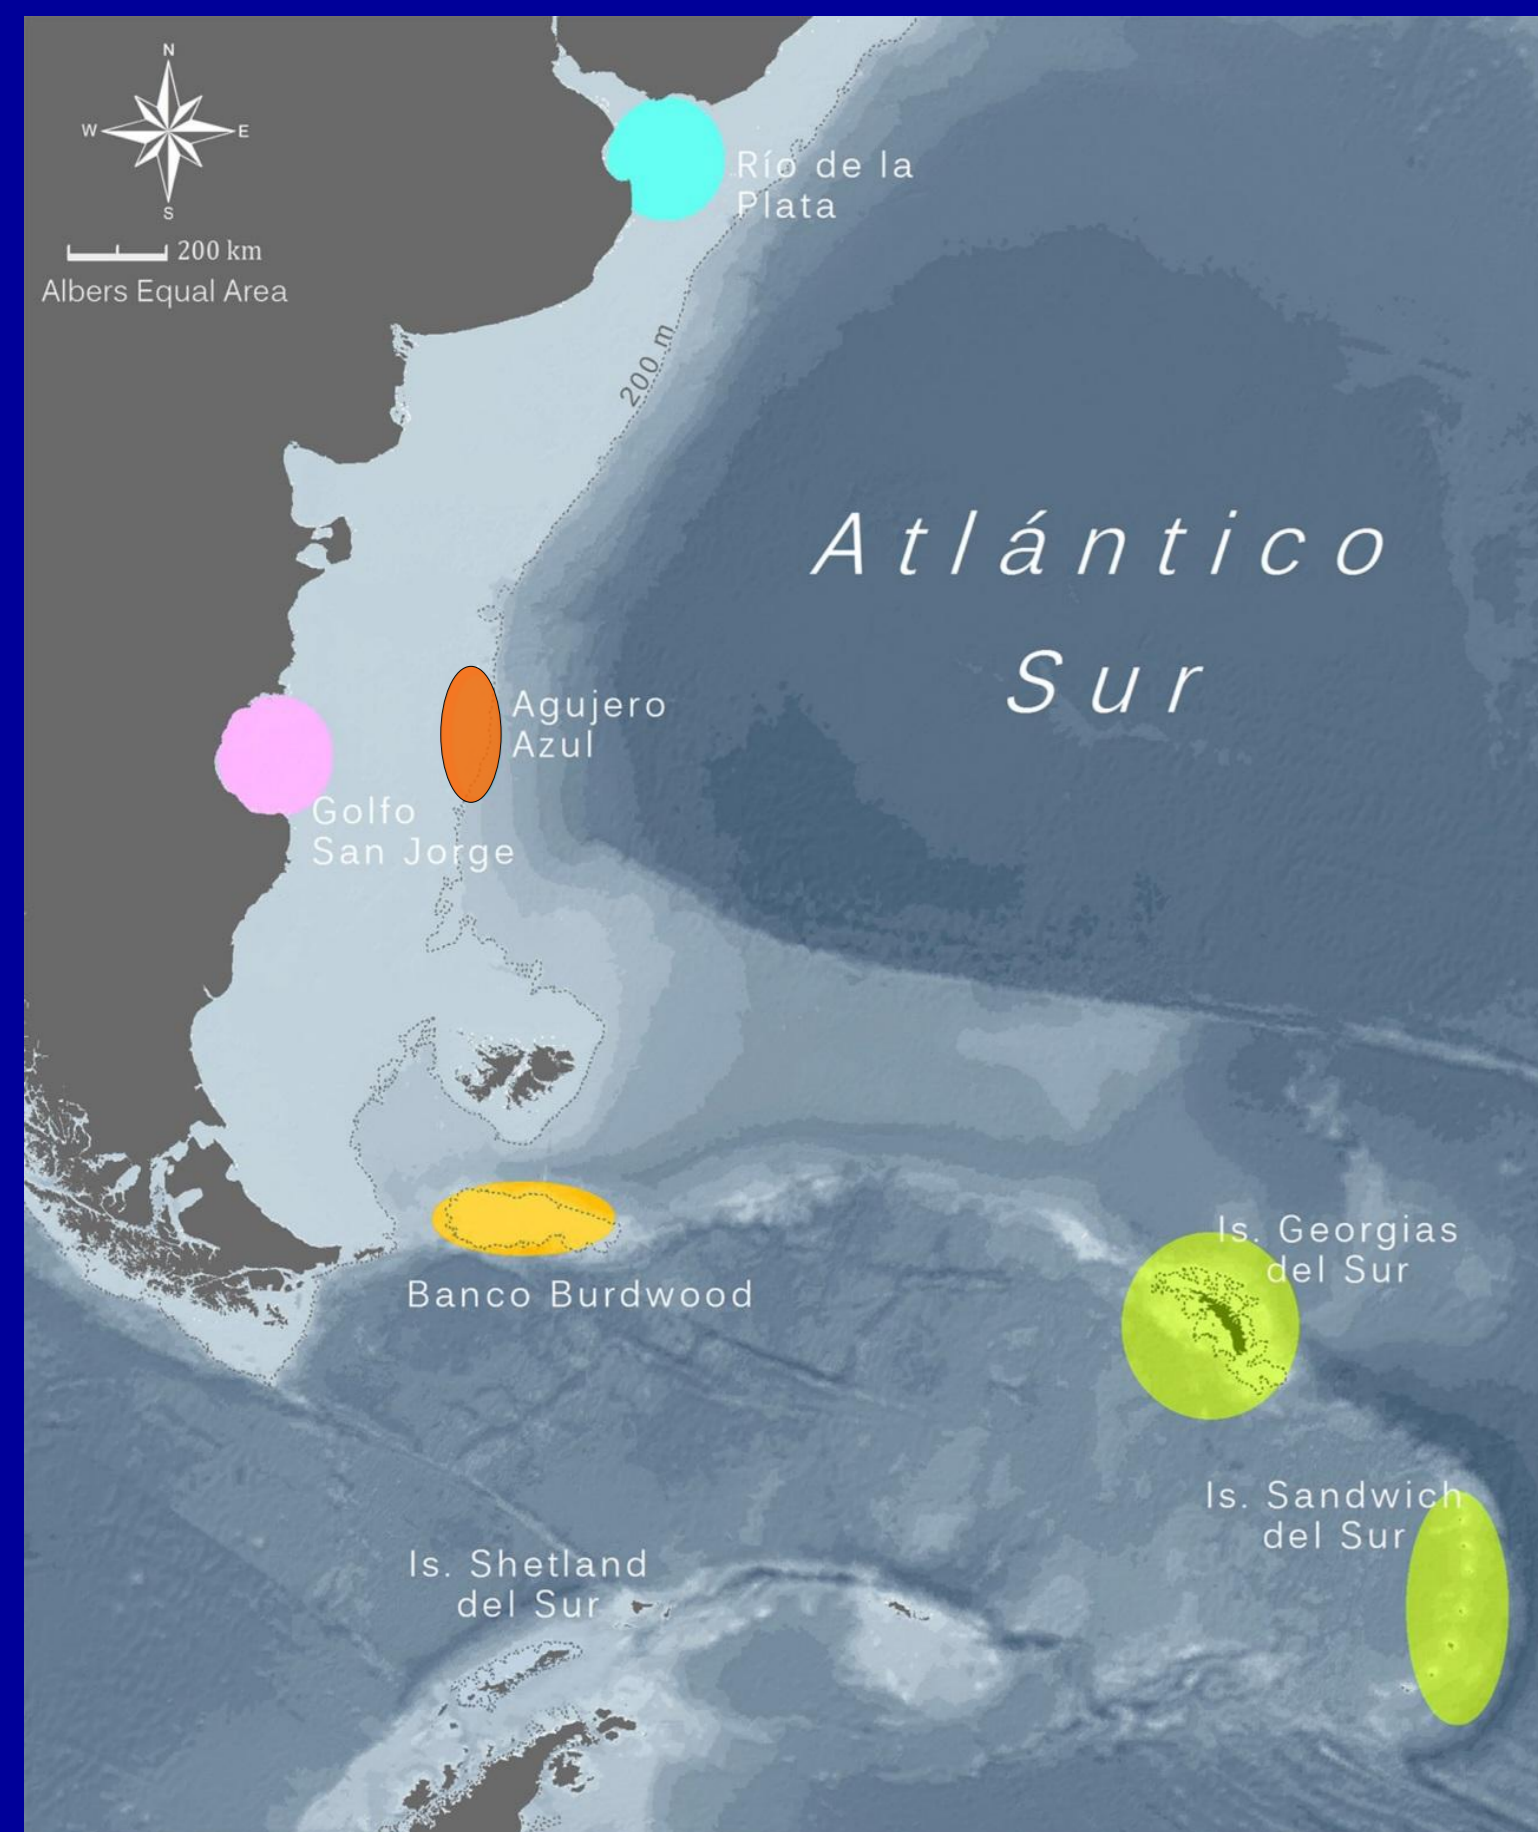 N
W E
S
200 km
Albers Equal Area
Río de la
Plata
200 m
Atlántico
Sur
Agujero
Azul
Golfo
San Jorge
Is. Georgias
del Sur
Banco Burdwood
Is. Sandwich
del Sur
Is. Shetland
del Sur